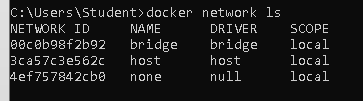 C:\Users\Student>docker network ls
NETWORK ID     NAME      DRIVER    SCOPE
00c0b98f2b92   bridge    bridge    local
3ca57c3e562c   host      host      local
4ef757842cb0   none      null      local